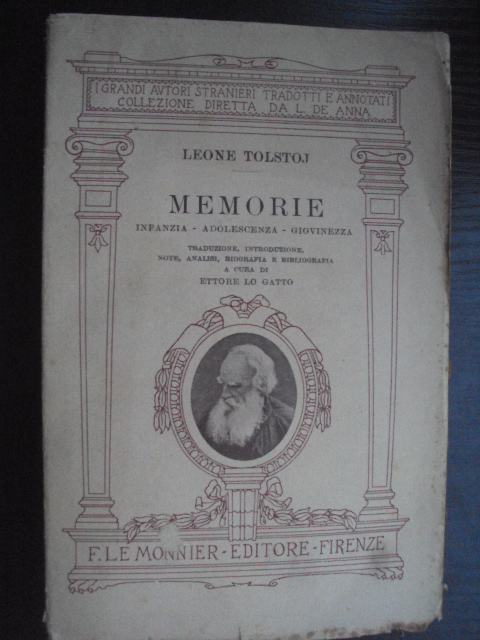 I GRANDI AVTORI STRANIERI TRADOTTI E ANNOTATI
COLLEZIONE DIRETTA DA L. DE ANNA
LEONE TOLSTOJ
MEMORIE
INFANZIA - ADOLESCENZA - GIOVINEZZA
TRADUZIONE, INTRODUZIONE,
NOTE, ANALISI, BIOGRAFIA E BIBLIOGRAFIA
A CURA DI
ETTORE LO GATTO
F. LE MONNIER - EDITORE - FIRENZE